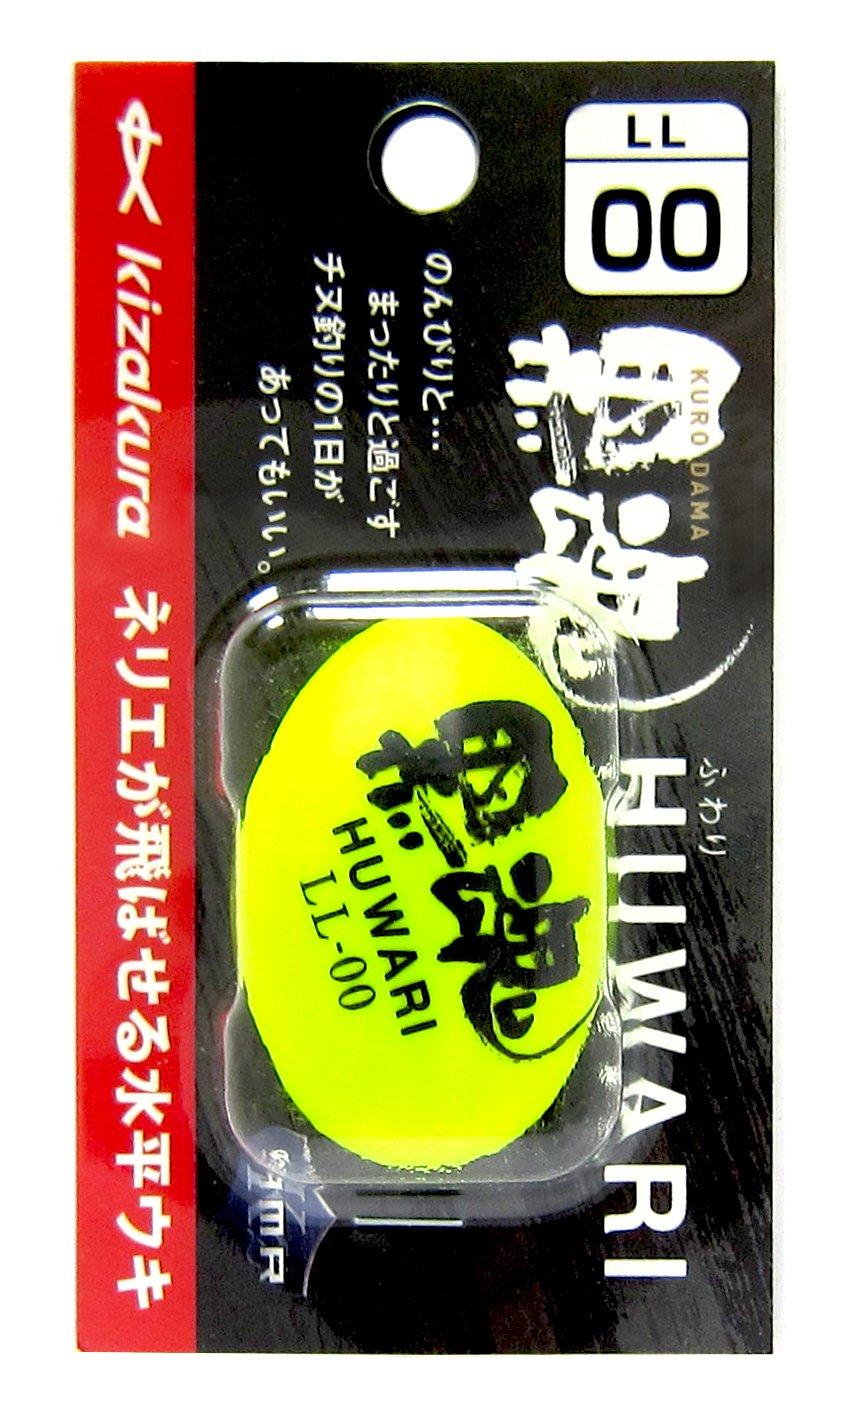 LL
00
KURO DAMA
黒魂
ふわり
HUWARI
のんびりと…
まったりと過ごす
チヌ釣りの1日が
あってもいい。
黒魂
HUWARI
LL-00
kizakura ネリエが飛ばせる水平ウキ